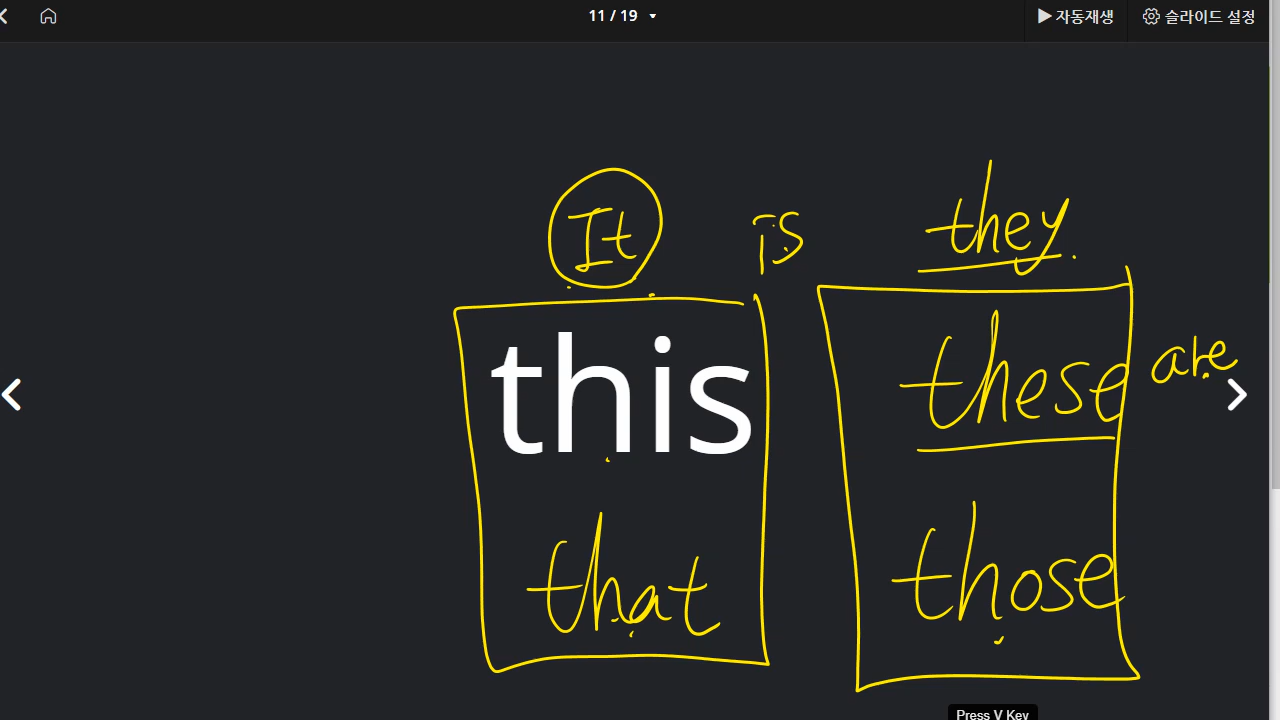 11 / 19
자동재생
슬라이드 설정
It is they.
this these are
that those
Press V Key